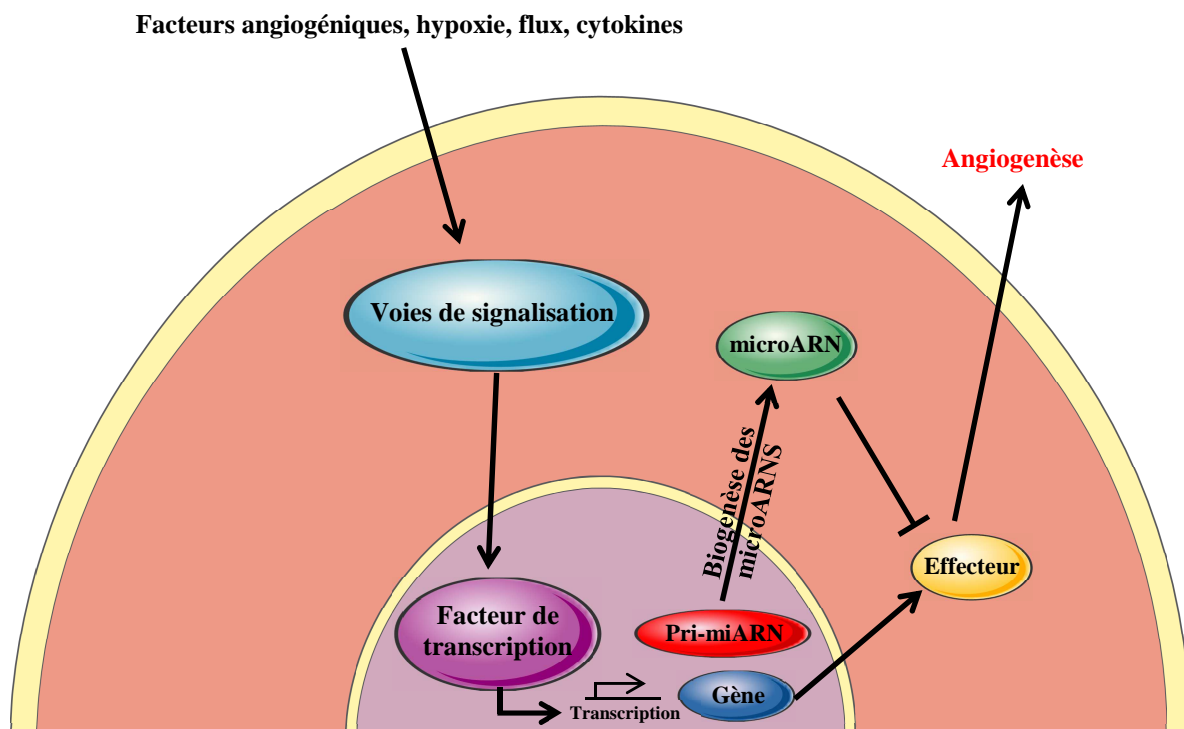 Facteurs angiogéniques, hypoxie, flux, cytokines
Angiogenèse
Voies de signalisation
microARN
Biogenèse des
microARNS
Effecteur
Facteur de
transcription
Pri-miARN
Gène
Transcription